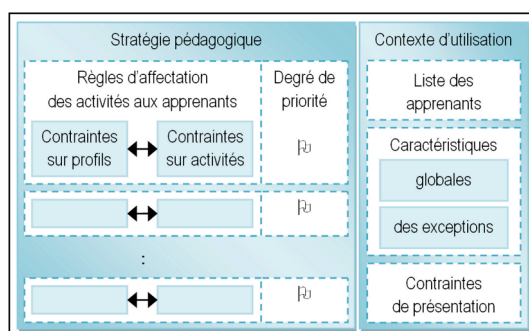 Stratégie pédagogique
Règles d'affectation
des activités aux apprenants
Degré de
priorité
Contraintes
sur profils
Contraintes
sur activités
:
Contexte d'utilisation
Liste des
apprenants
Caractéristiques
globales
des exceptions
Contraintes
de présentation